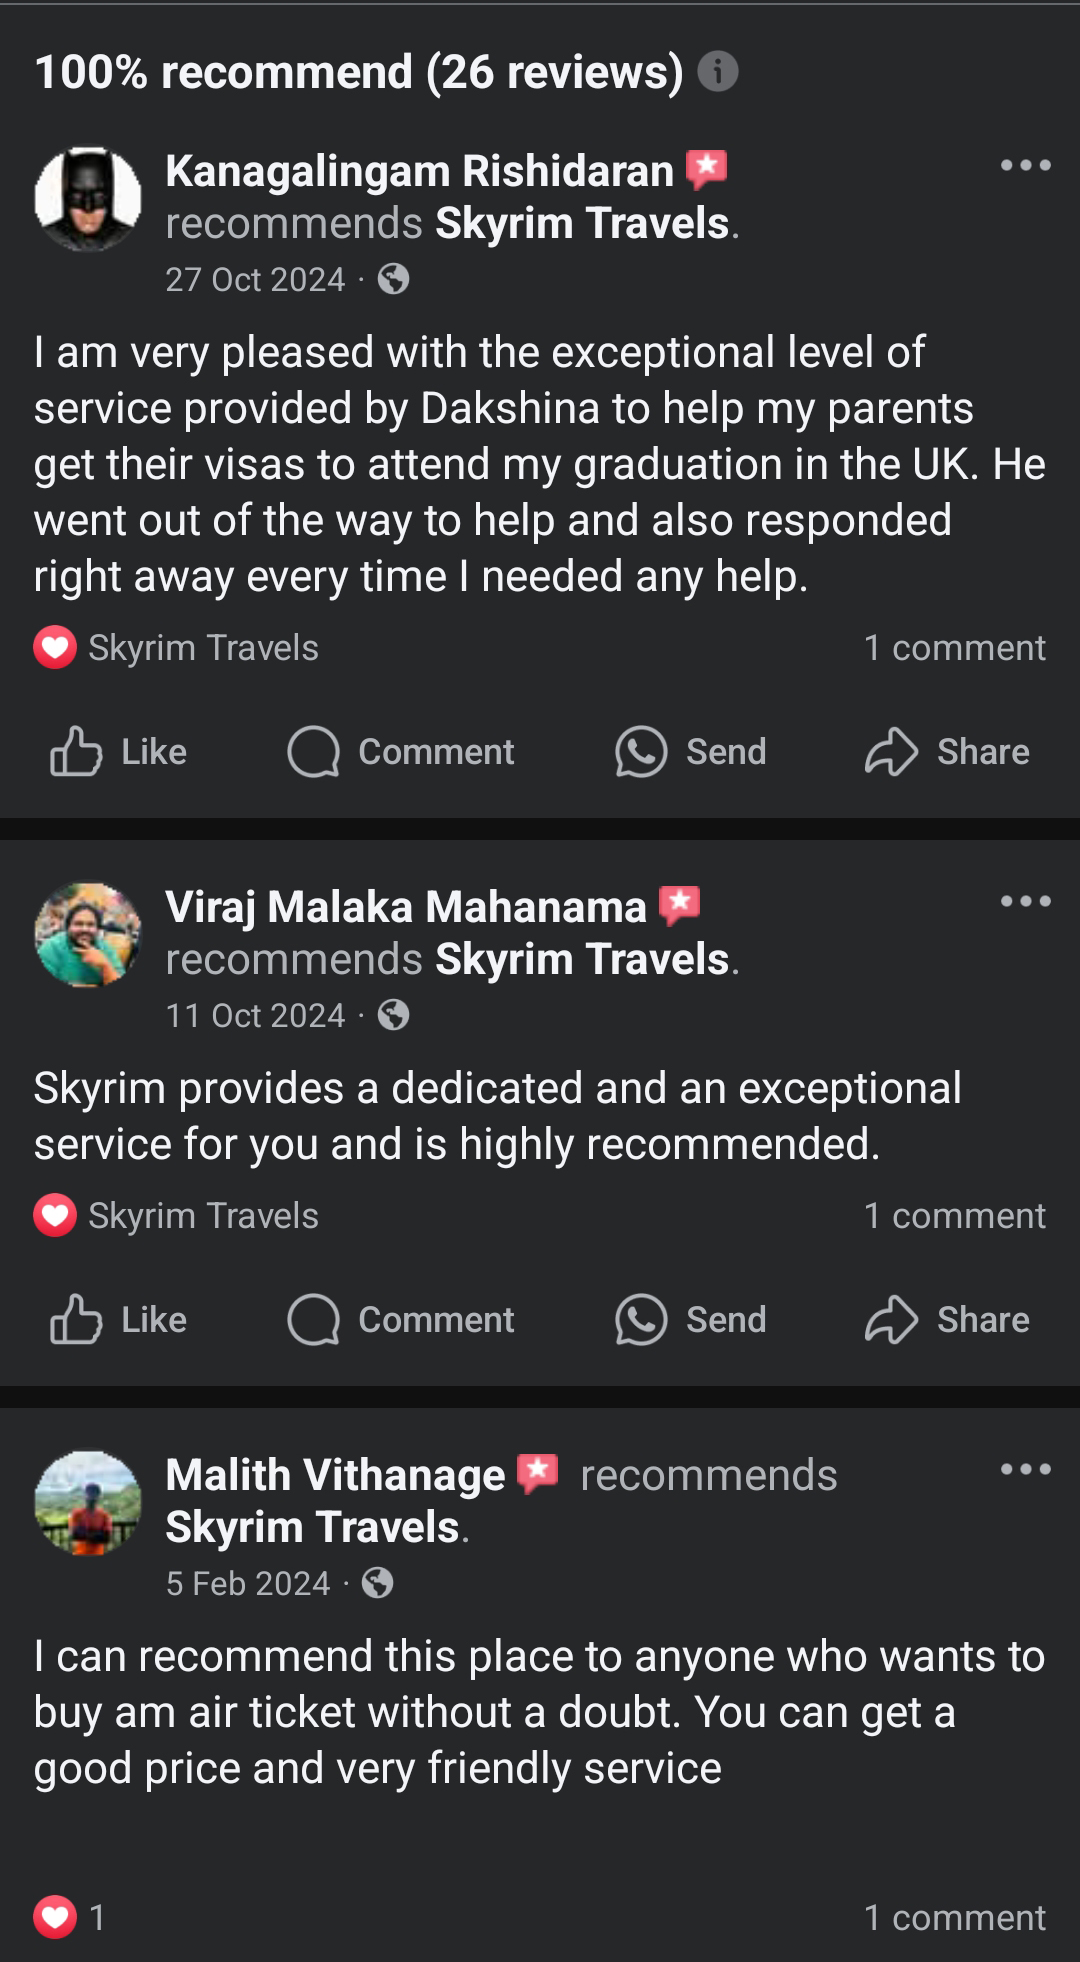 100% recommend (26 reviews)
Kanagalingam Rishidaran
recommends Skyrim Travels.
27 Oct 2024 ·
I am very pleased with the exceptional level of
service provided by Dakshina to help my parents
get their visas to attend my graduation in the UK. He
went out of the way to help and also responded
right away every time I needed any help.
Skyrim Travels 1 comment
Like Comment Send Share
Viraj Malaka Mahanama
recommends Skyrim Travels.
11 Oct 2024 ·
Skyrim provides a dedicated and an exceptional
service for you and is highly recommended.
Skyrim Travels 1 comment
Like Comment Send Share
Malith Vithanage recommends
Skyrim Travels.
5 Feb 2024 ·
I can recommend this place to anyone who wants to
buy am air ticket without a doubt. You can get a
good price and very friendly service
1 1 comment